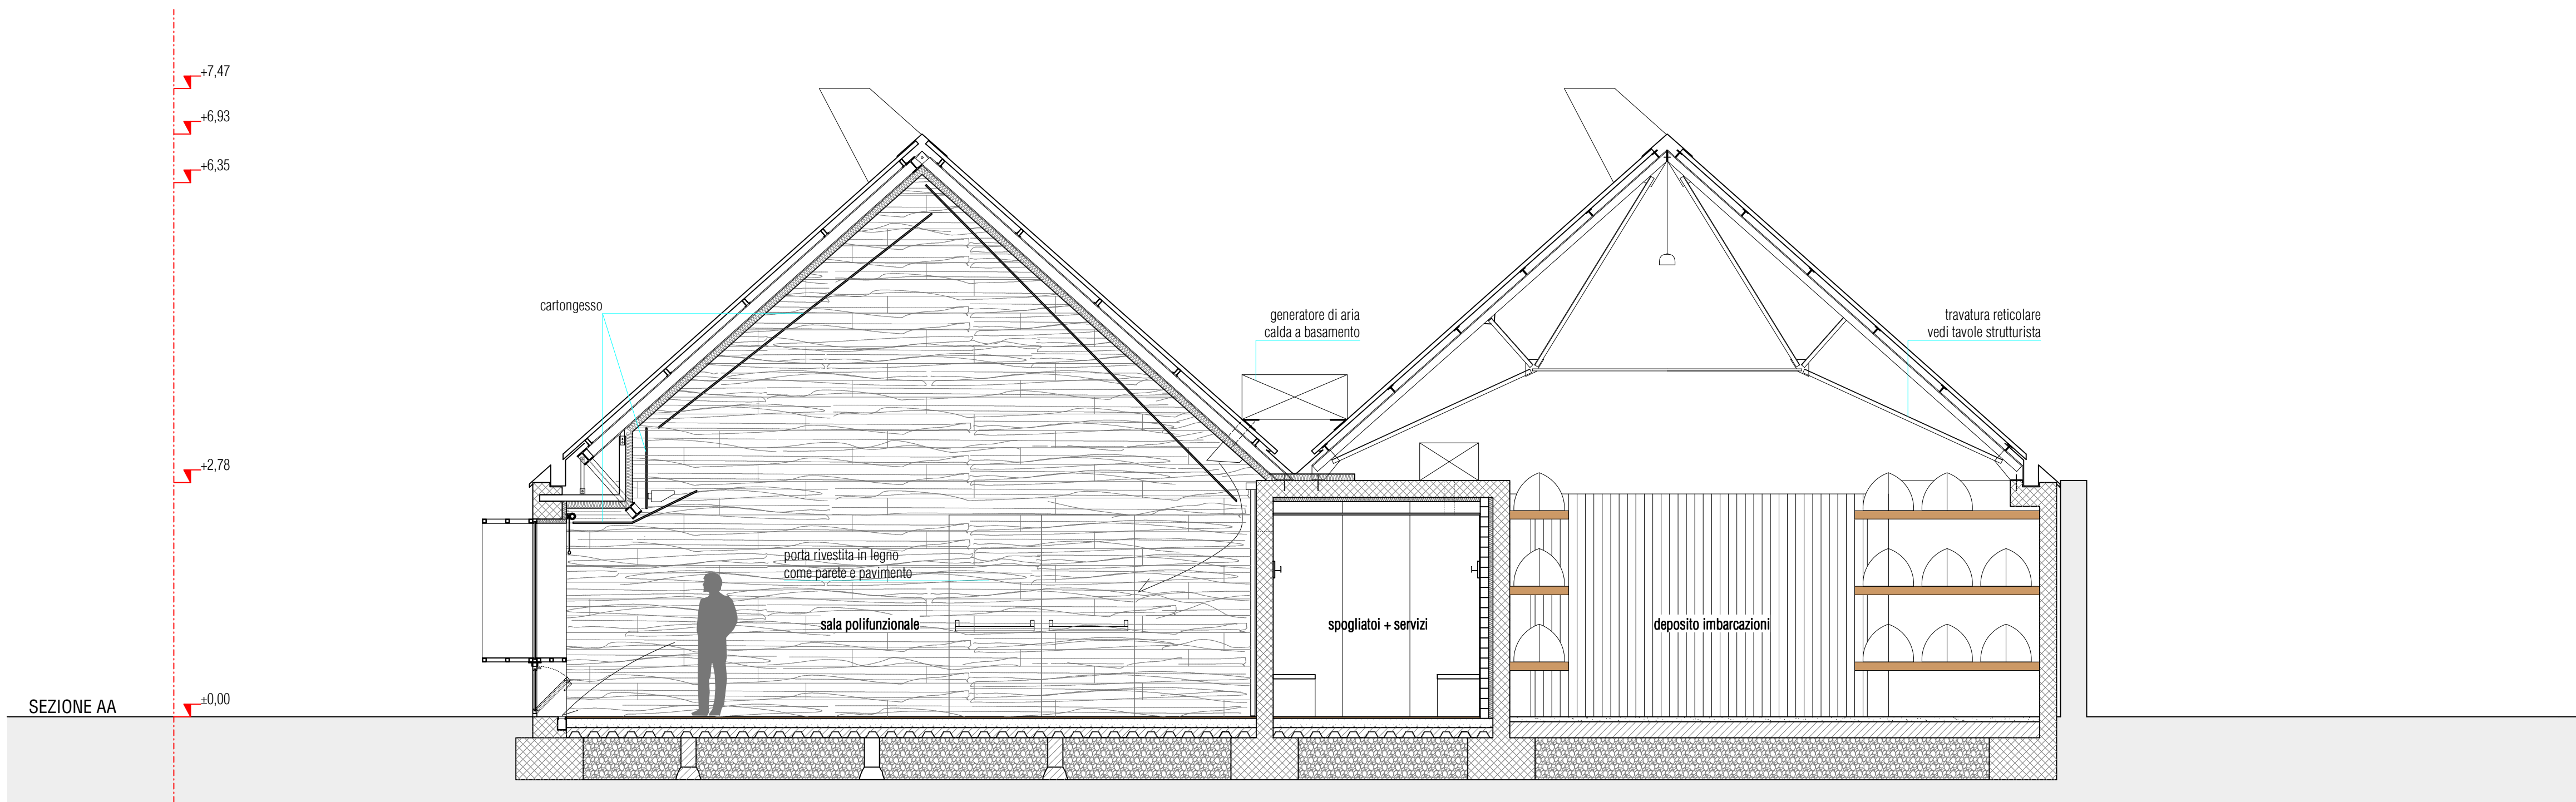 +7,47
+6,93
+6,35
cartongesso
generatore di aria
calda a basamento
travatura reticolare
vedi tavole strutturista
+2,78
porta rivestita in legno
come parete e pavimento
sala polifunzionale
spogliatoi + servizi
deposito imbarcazioni
SEZIONE AA
±0,00